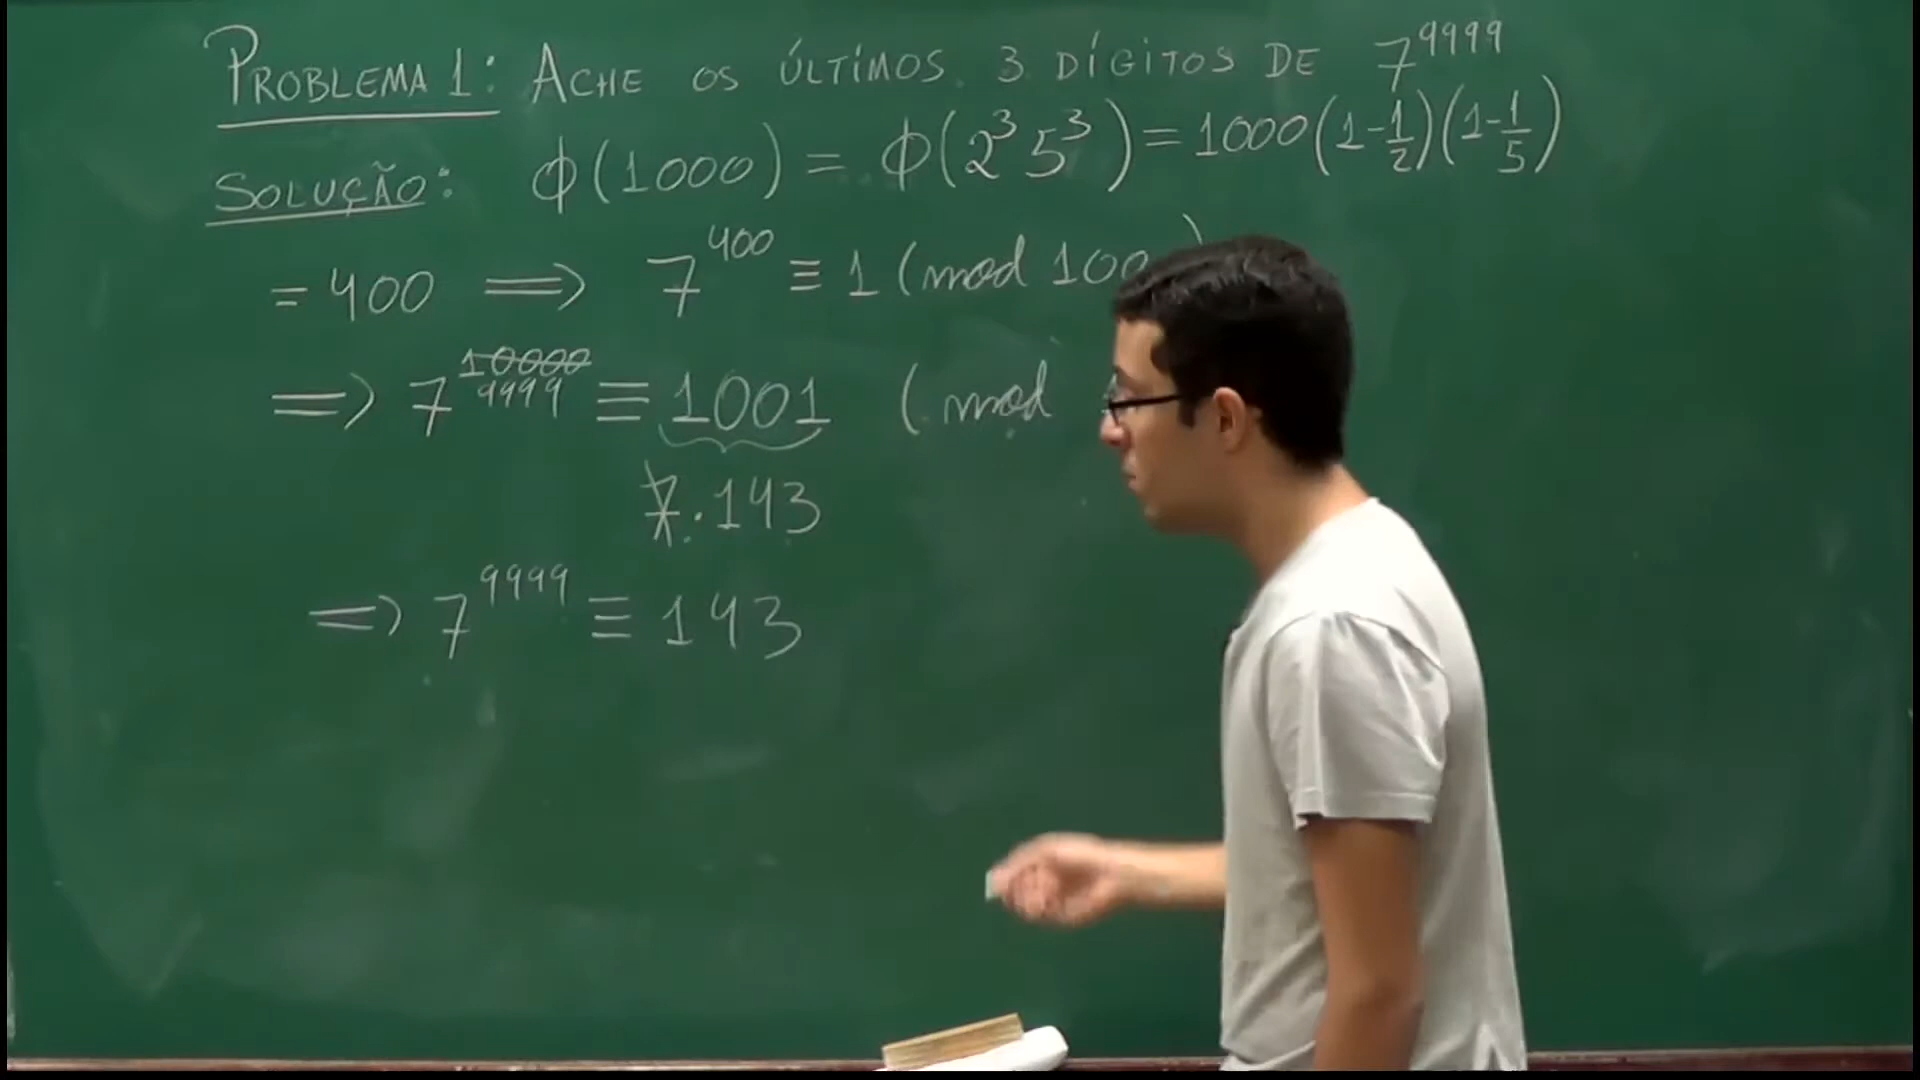 PROBLEMA 1: ACHE OS ÚLTIMOS 3 DÍGITOS DE 7^9999
SOLUÇÃO: ϕ(1000) = ϕ(2^3 5^3) = 1000(1-1/2)(1-1/5)
= 400 ⟹ 7^400 ≡ 1 (mod 100 )
10000
⟹ 7^9999 ≡ 1001 (mod
7.143
⟹ 7^9999 ≡ 143